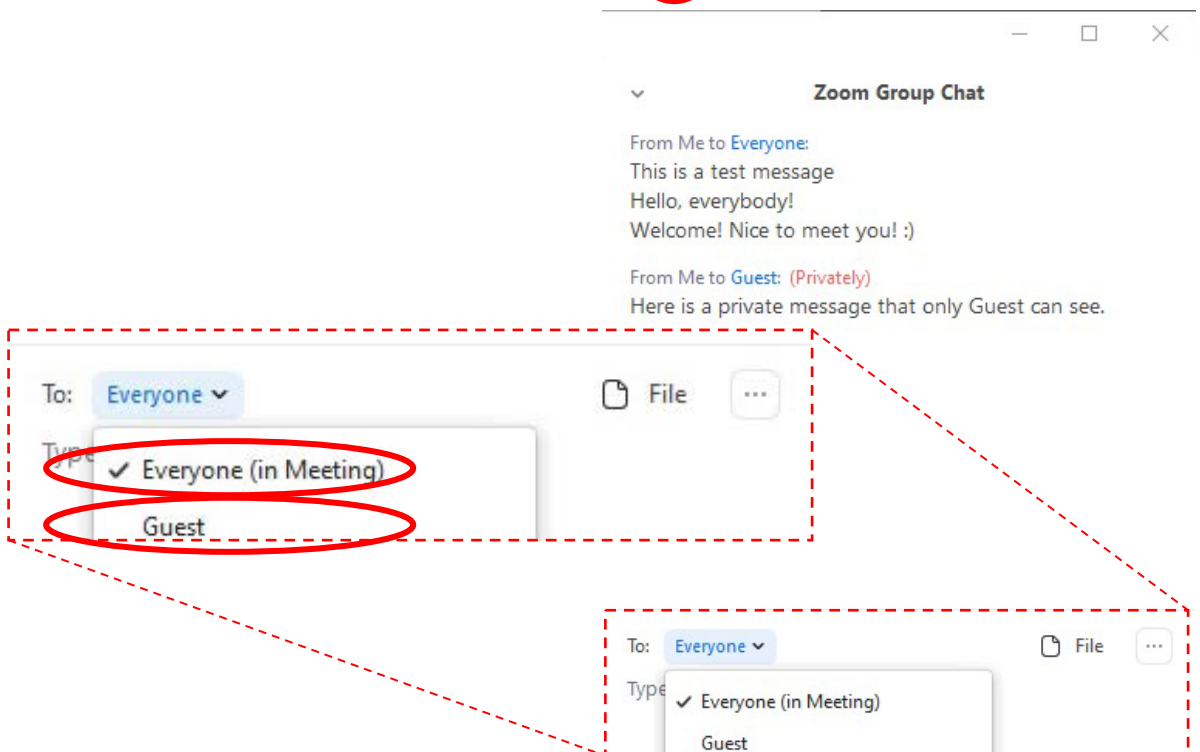 Zoom Group Chat
From Me to Everyone:
This is a test message
Hello, everybody!
Welcome! Nice to meet you! :)
From Me to Guest: (Privately)
Here is a private message that only Guest can see.
To: Everyone File ...
Type
Everyone (in Meeting)
Guest
To: Everyone File ...
Type
Everyone (in Meeting)
Guest